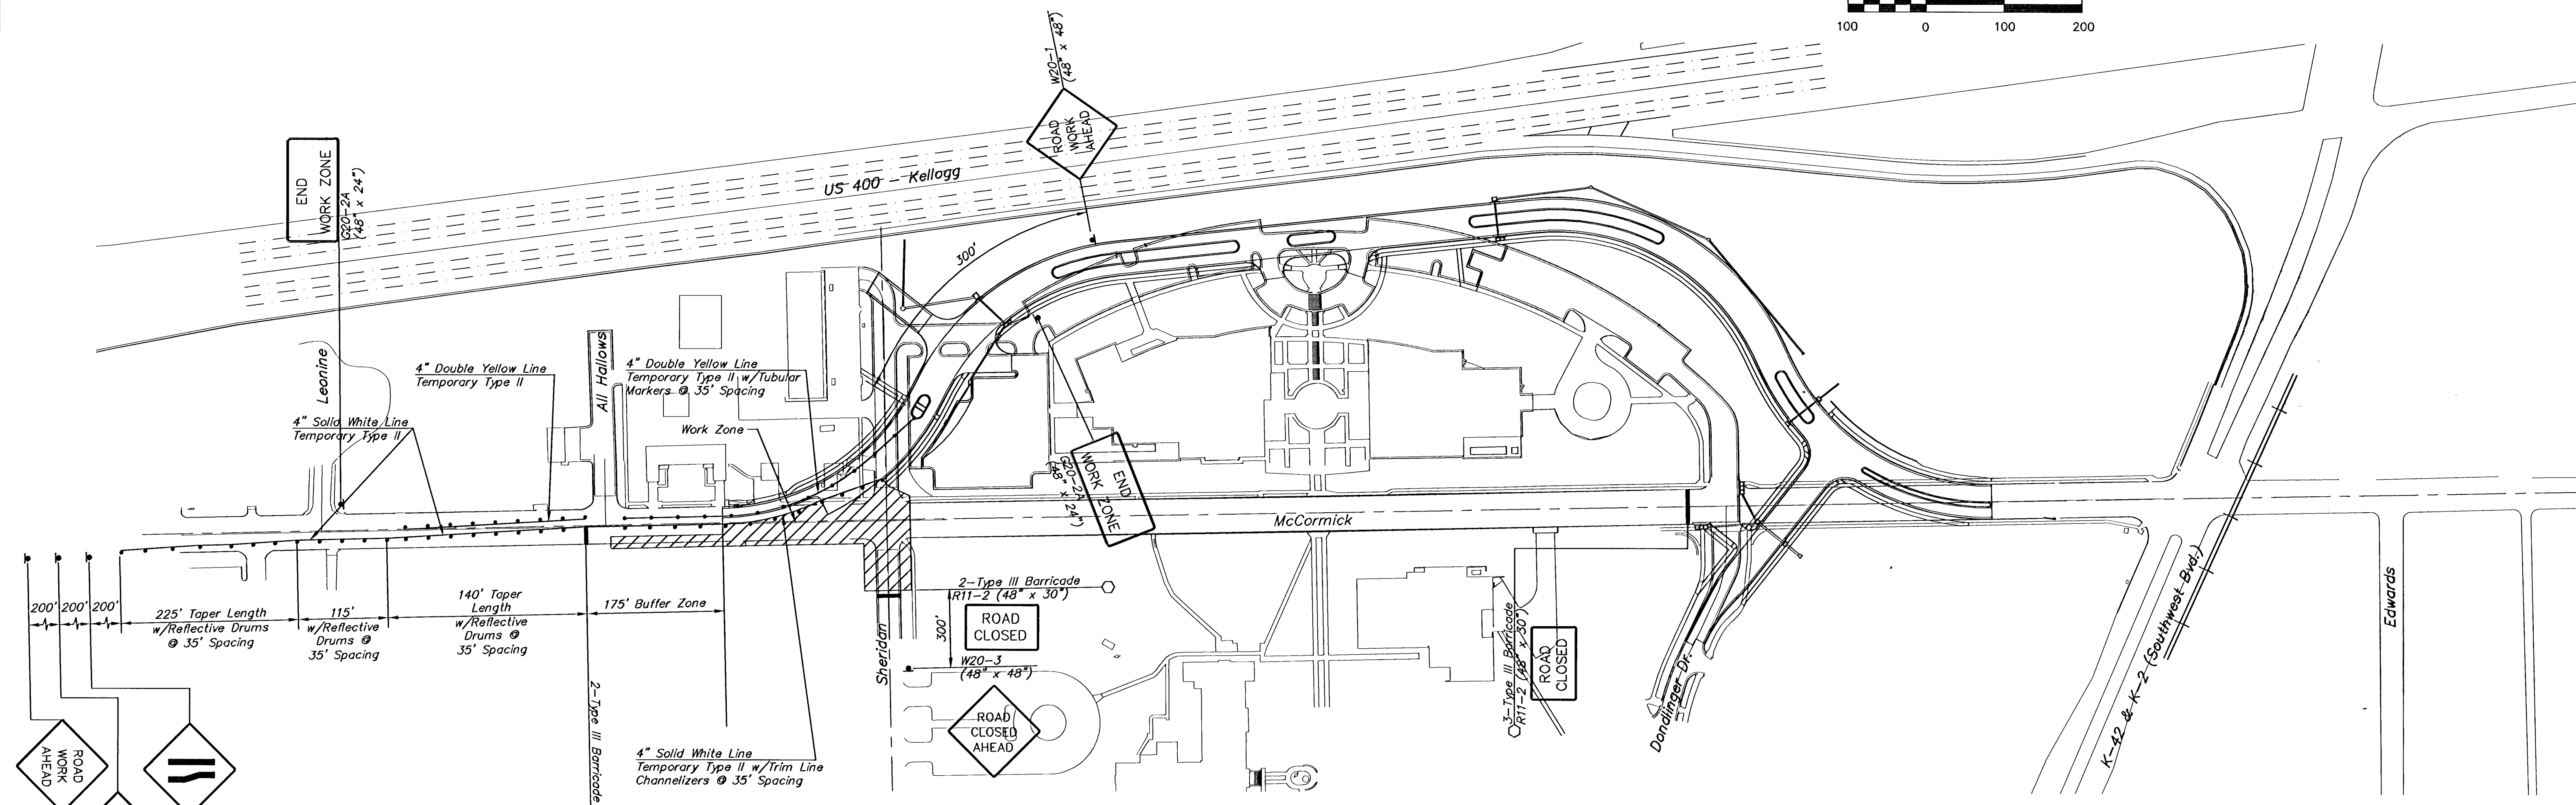 100 0 100 200
W20-1
(48" x 48")
ROAD
WORK
AHEAD
END
WORK ZONE
G20-2A
(48" x 24")
US 400 - Kellogg
300'
Leonine
All Hallows
4" Double Yellow Line
Temporary Type II
4" Double Yellow Line
Temporary Type II w/Tubular
Markers @ 35' Spacing
4" Solid White Line
Temporary Type II
Work Zone
END
WORK ZONE
G20-2A
(48" x 24")
McCormick
200' 200' 200'
225' Taper Length
w/Reflective Drums
@ 35' Spacing
115'
w/Reflective
Drums @
35' Spacing
140' Taper
Length
w/Reflective
Drums @
35' Spacing
175' Buffer Zone
2-Type III Barricade
R11-2 (48" x 30")
ROAD
CLOSED
300'
W20-3
(48" x 48")
ROAD
CLOSED
AHEAD
Sheridan
2-Type III Barricade
4" Solid White Line
Temporary Type II w/Trim Line
Channelizers @ 35' Spacing
ROAD
WORK
AHEAD
3-Type III Barricade
R11-2 (48" x 30")
ROAD
CLOSED
Dondlinger Dr.
K-42 & K-2 (Southwest Bvd.)
Edwards